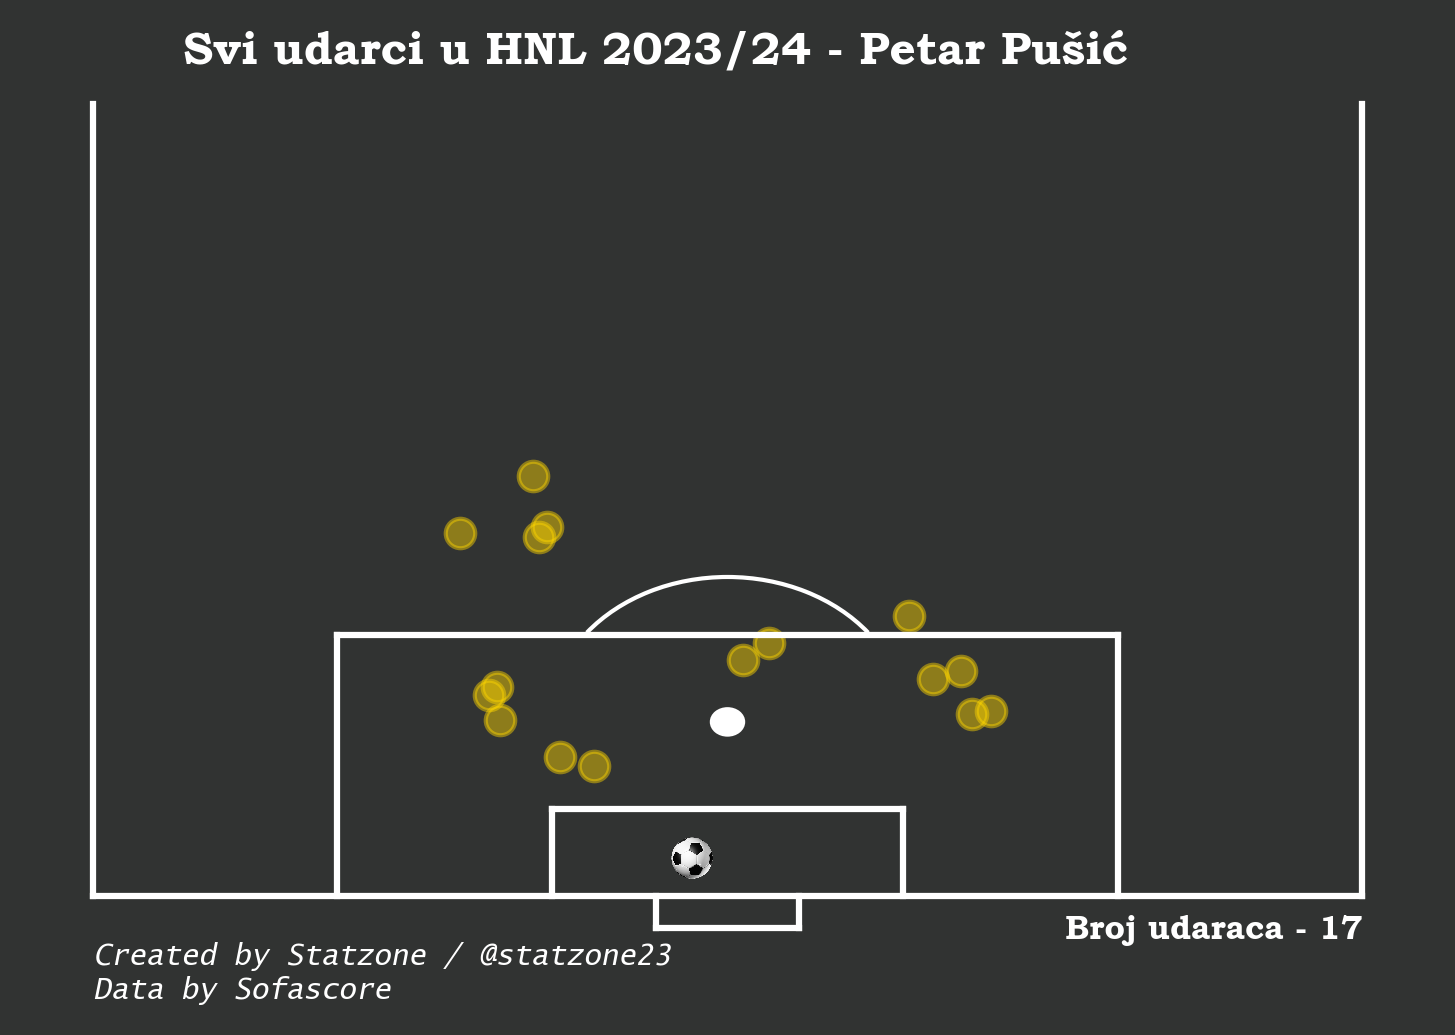 Svi udarci u HNL 2023/24 - Petar Pušić
Broj udaraca - 17
Created by Statzone / @statzone23
Data by Sofascore